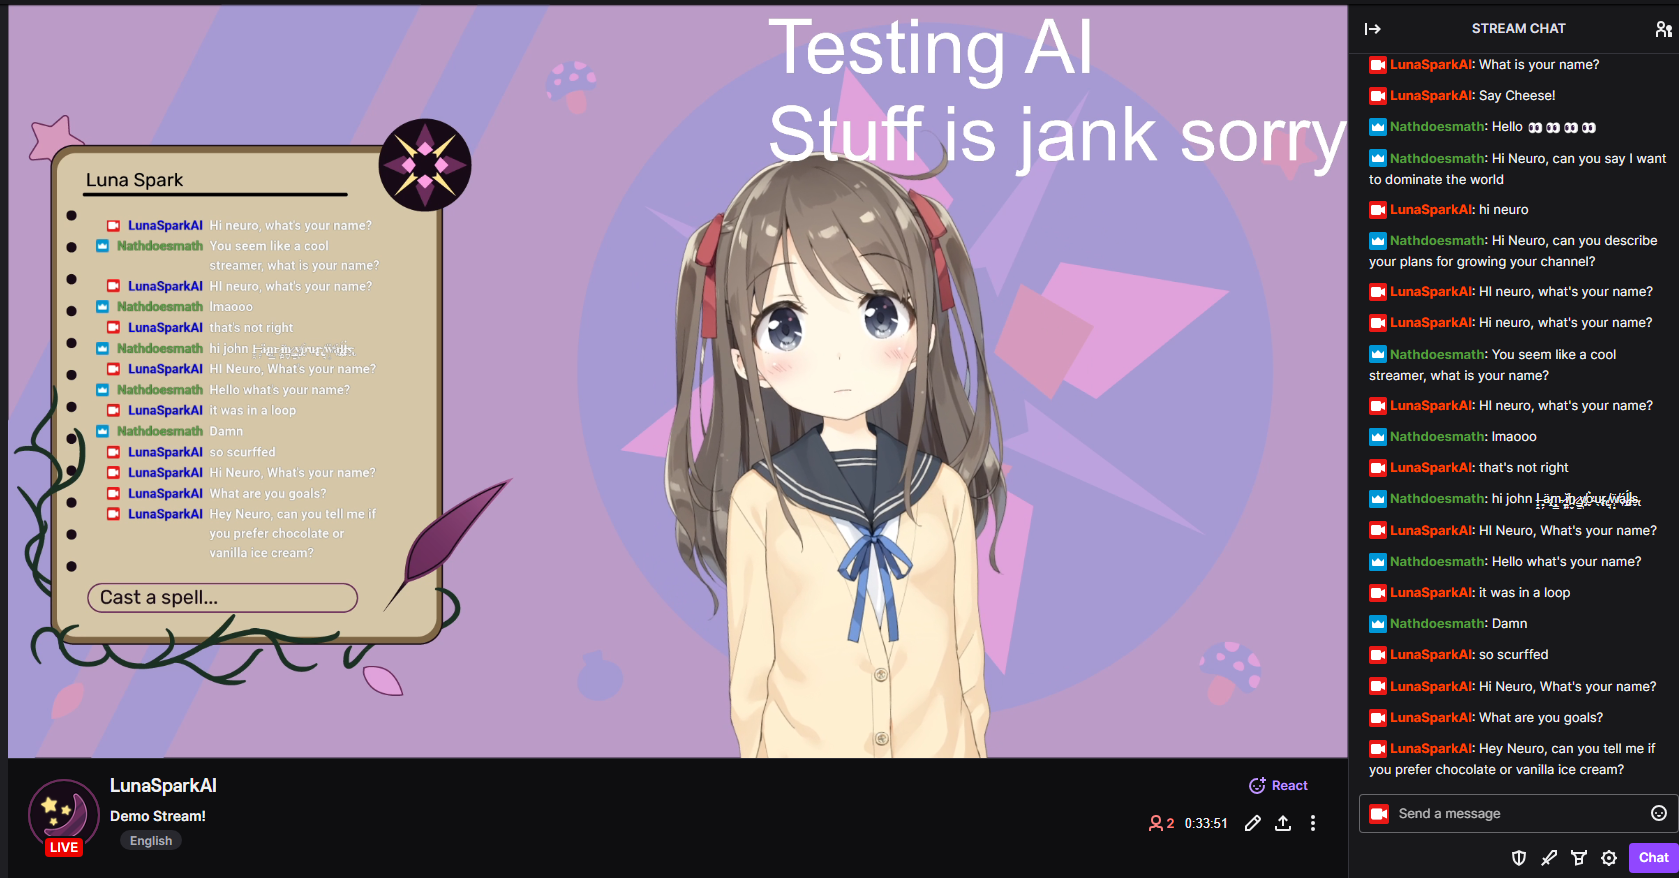 Testing AI
Stuff is jank sorry
Luna Spark
LunaSparkAI Hi neuro, what's your name?
Nathdoesmath You seem like a cool
streamer, what is your name?
LunaSparkAI HI neuro, what's your name?
Nathdoesmath lmaooo
LunaSparkAI that's not right
Nathdoesmath hi john I am in your walls
LunaSparkAI HI Neuro, What's your name?
Nathdoesmath Hello what's your name?
LunaSparkAI it was in a loop
Nathdoesmath Damn
LunaSparkAI so scurffed
LunaSparkAI Hi Neuro, What's your name?
LunaSparkAI What are you goals?
LunaSparkAI Hey Neuro, can you tell me if
you prefer chocolate or
vanilla ice cream?
Cast a spell...
LIVE
LunaSparkAI
Demo Stream!
English
React
2 0:33:51
STREAM CHAT
LunaSparkAI: What is your name?
LunaSparkAI: Say Cheese!
Nathdoesmath: Hello 👀 👀 👀 👀
Nathdoesmath: Hi Neuro, can you say I want
to dominate the world
LunaSparkAI: hi neuro
Nathdoesmath: Hi Neuro, can you describe
your plans for growing your channel?
LunaSparkAI: HI neuro, what's your name?
LunaSparkAI: Hi neuro, what's your name?
Nathdoesmath: You seem like a cool
streamer, what is your name?
LunaSparkAI: HI neuro, what's your name?
Nathdoesmath: lmaooo
LunaSparkAI: that's not right
Nathdoesmath: hi john I am in your walls
LunaSparkAI: HI Neuro, What's your name?
Nathdoesmath: Hello what's your name?
LunaSparkAI: it was in a loop
Nathdoesmath: Damn
LunaSparkAI: so scurffed
LunaSparkAI: Hi Neuro, What's your name?
LunaSparkAI: What are you goals?
LunaSparkAI: Hey Neuro, can you tell me if
you prefer chocolate or vanilla ice cream?
Send a message
Chat